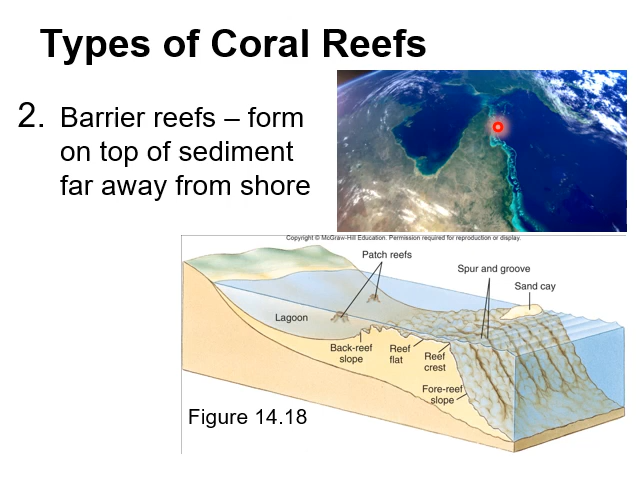 Types of Coral Reefs
2. Barrier reefs – form
on top of sediment
far away from shore
Copyright © McGraw-Hill Education. Permission required for reproduction or display.
Patch reefs
Spur and groove
Sand cay
Lagoon
Back-reef
slope
Reef
flat
Reef
crest
Fore-reef
slope
Figure 14.18